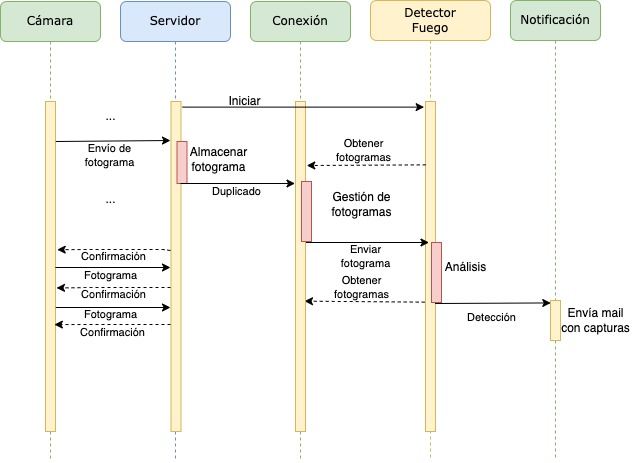 Cámara
Servidor
Conexión
Detector
Fuego
Notificación
...
Iniciar
Envío de
fotograma
Almacenar
fotograma
Obtener
fotogramas
Duplicado
...
Gestión de
fotogramas
Confirmación
Enviar
fotograma
Análisis
Fotograma
Obtener
fotogramas
Confirmación
Fotograma
Detección
Envía mail
con capturas
Confirmación